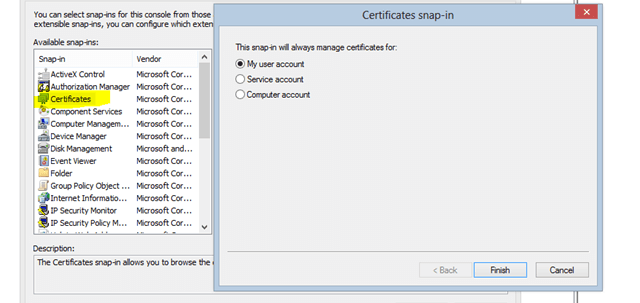 You can select snap-ins for this console from those
extensible snap-ins, you can configure which exten
Available snap-ins:
Snap-in Vendor
ActiveX Control Microsoft Cor...
Authorization Manager Microsoft Cor...
Certificates Microsoft Cor...
Component Services Microsoft Cor...
Computer Managem... Microsoft Cor...
Device Manager Microsoft Cor...
Disk Management Microsoft and...
Event Viewer Microsoft Cor...
Folder Microsoft Cor...
Group Policy Object ... Microsoft Cor...
Internet Informatio... Microsoft Cor...
IP Security Monitor Microsoft Cor...
IP Security Policy M... Microsoft Cor...
Description:
The Certificates snap-in allows you to browse the
Certificates snap-in
This snap-in will always manage certificates for:
My user account
Service account
Computer account
< Back Finish Cancel